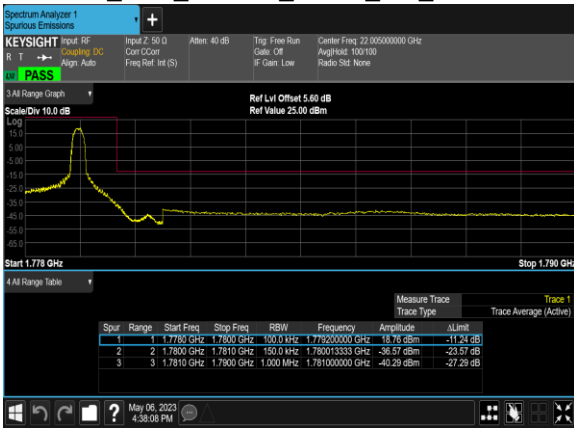 Spectrum Analyzer 1
Spurious Emissions
KEYSIGHT Input: RF
R T Coupling: DC
Align: Auto
Input Z: 50 Ω
Corr CCorr
Freq Ref: Int (S)
Atten: 40 dB
Trig: Free Run
Gate: Off
IF Gain: Low
Center Freq: 22.005000000 GHz
Avg|Hold: 100/100
Radio Std: None
PASS
3 All Range Graph
Scale/Div 10.0 dB
Ref Lvl Offset 5.60 dB
Ref Value 25.00 dBm
Log
15.0
5.00
-5.00
-15.0
-25.0
-35.0
-45.0
-55.0
-65.0
Start 1.778 GHz
Stop 1.790 GHz
4 All Range Table
Measure Trace Trace 1
Trace Type Trace Average (Active)
Spur Range Start Freq Stop Freq RBW Frequency Amplitude ΔLimit
1 1 1.7780 GHz 1.7800 GHz 100.0 kHz 1.779200000 GHz 18.76 dBm -11.24 dB
2 2 1.7800 GHz 1.7810 GHz 150.0 kHz 1.780013333 GHz -36.57 dBm -23.57 dB
3 3 1.7810 GHz 1.7900 GHz 1.000 MHz 1.781000000 GHz -40.29 dBm -27.29 dB
May 06, 2023
4:38:08 PM